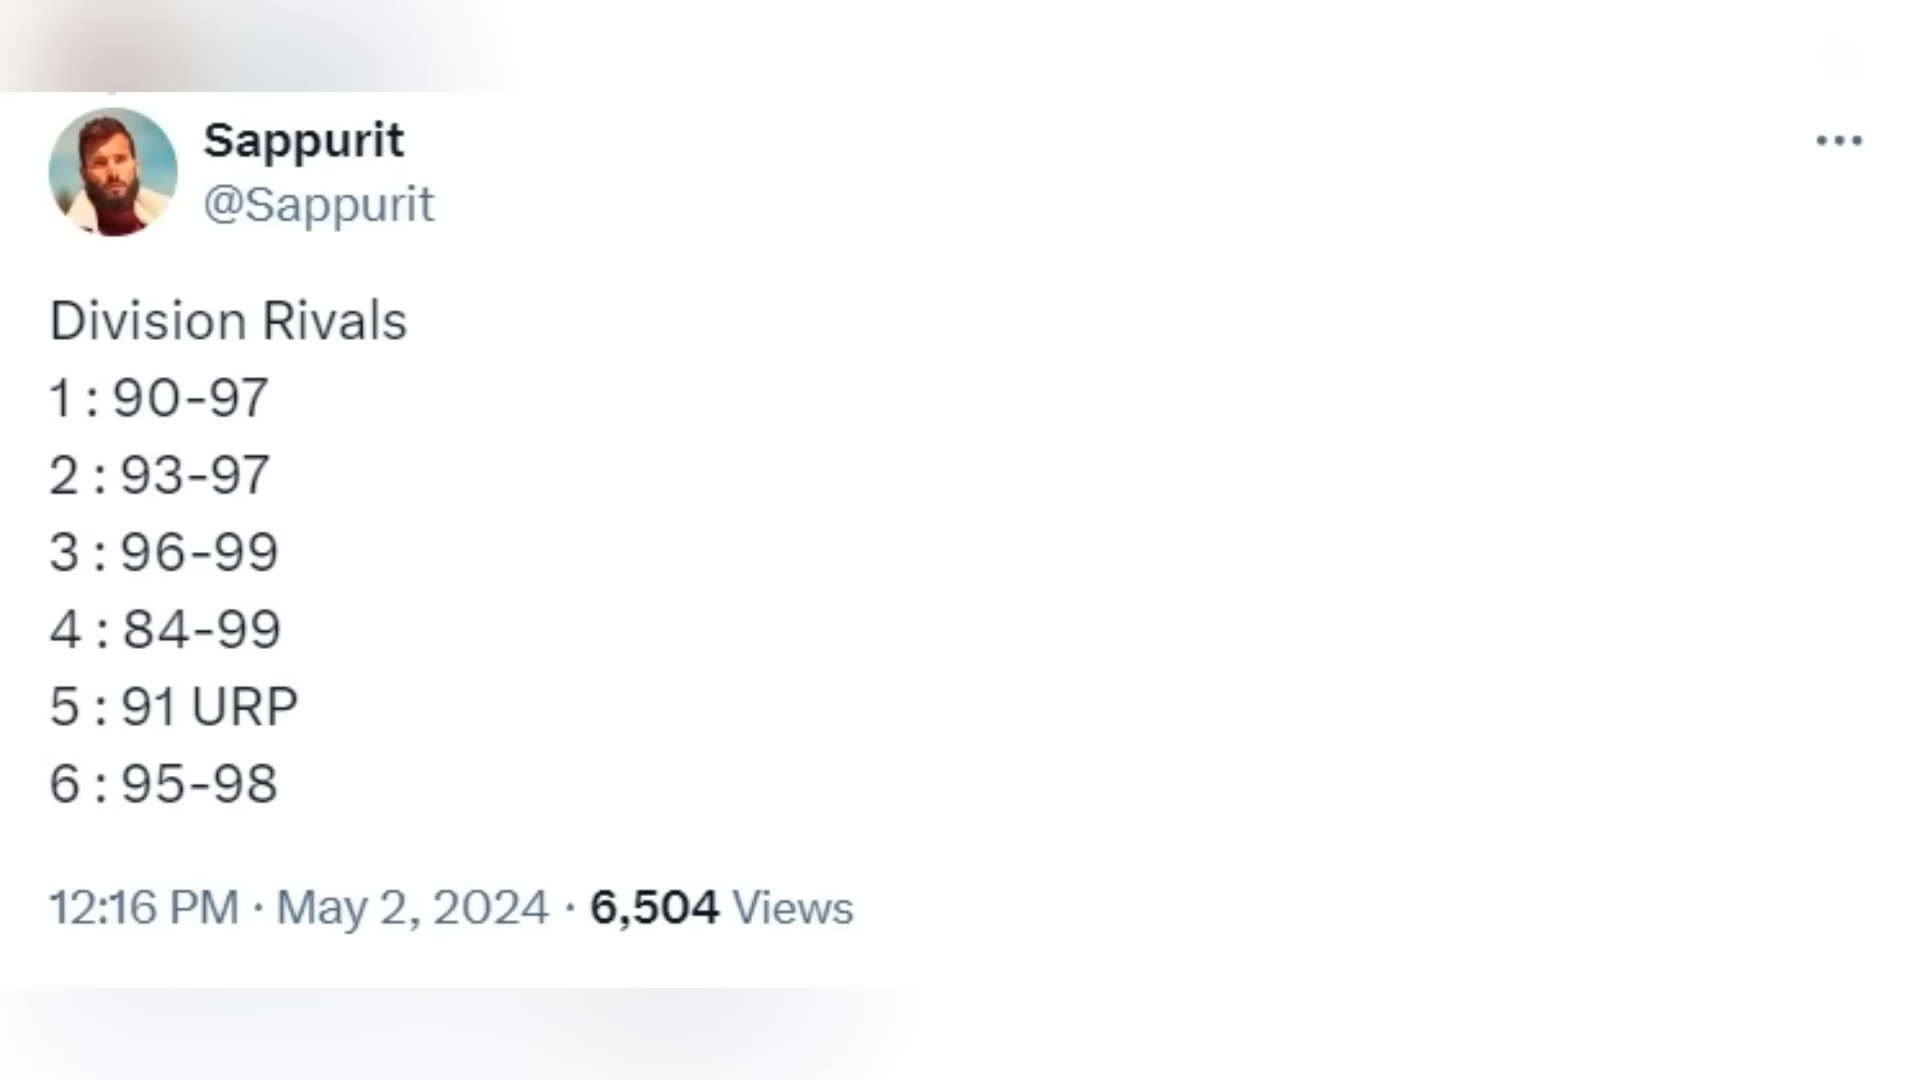 Sappurit
@Sappurit
Division Rivals
1 : 90-97
2 : 93-97
3 : 96-99
4 : 84-99
5 : 91 URP
6 : 95-98
12:16 PM · May 2, 2024 · 6,504 Views